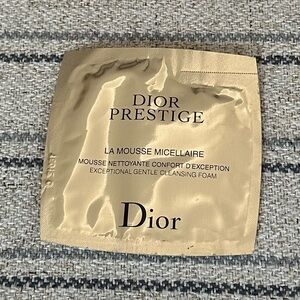 DIOR
PRESTIGE
LA MOUSSE MICELLAIRE
MOUSSE NETTOYANTE CONFORT D'EXCEPTION
EXCEPTIONAL GENTLE CLEANSING FOAM
Dior